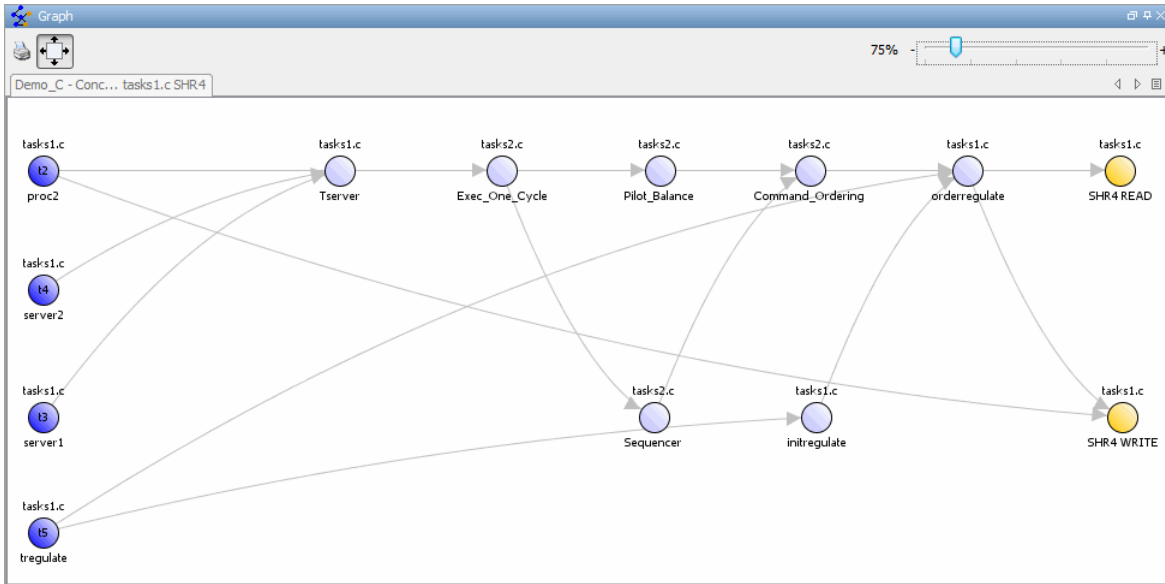 Graph
75% - +
Demo_C - Conc... tasks1.c SHR4
tasks1.c tasks1.c tasks2.c tasks2.c tasks2.c tasks1.c tasks1.c
t2
proc2 Tserver Exec_One_Cycle Pilot_Balance Command_Ordering orderregulate SHR4 READ
tasks1.c
t4
server2
tasks1.c tasks2.c tasks1.c tasks1.c
t3
server1 Sequencer initregulate SHR4 WRITE
tasks1.c
t5
tregulate